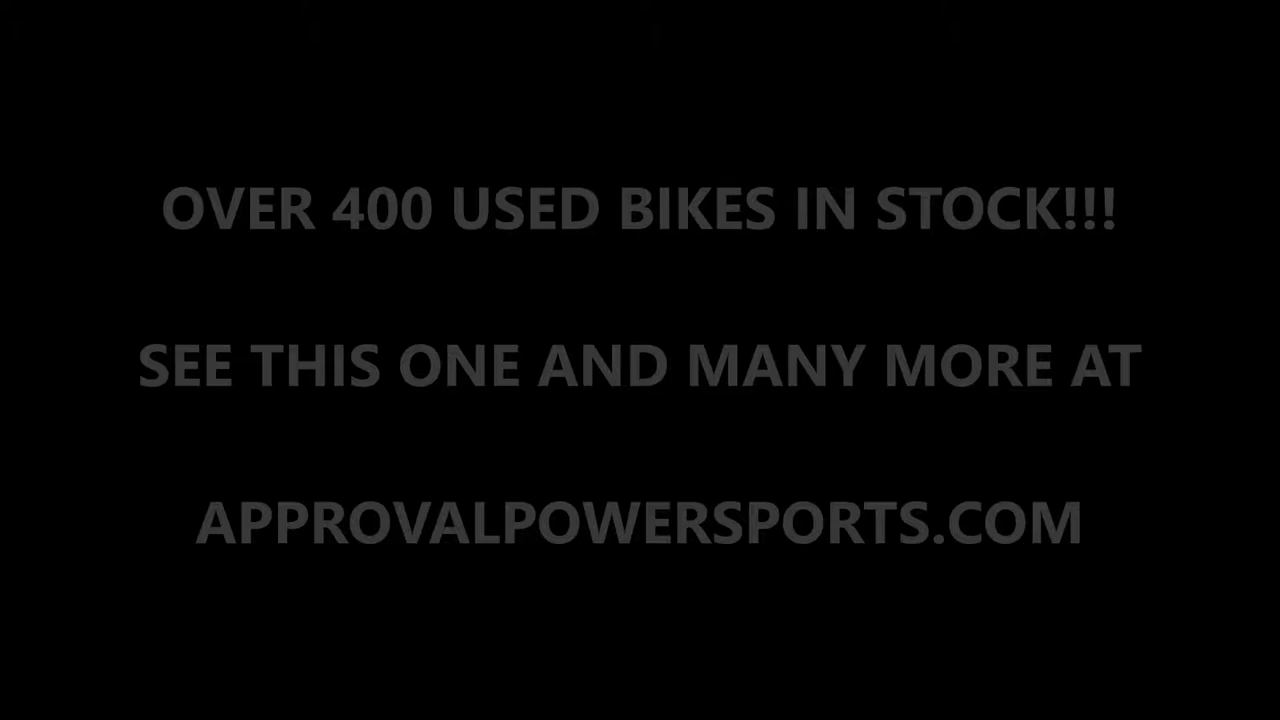 OVER 400 USED BIKES IN STOCK!!!
SEE THIS ONE AND MANY MORE AT
APPROVALPOWERSPORTS.COM